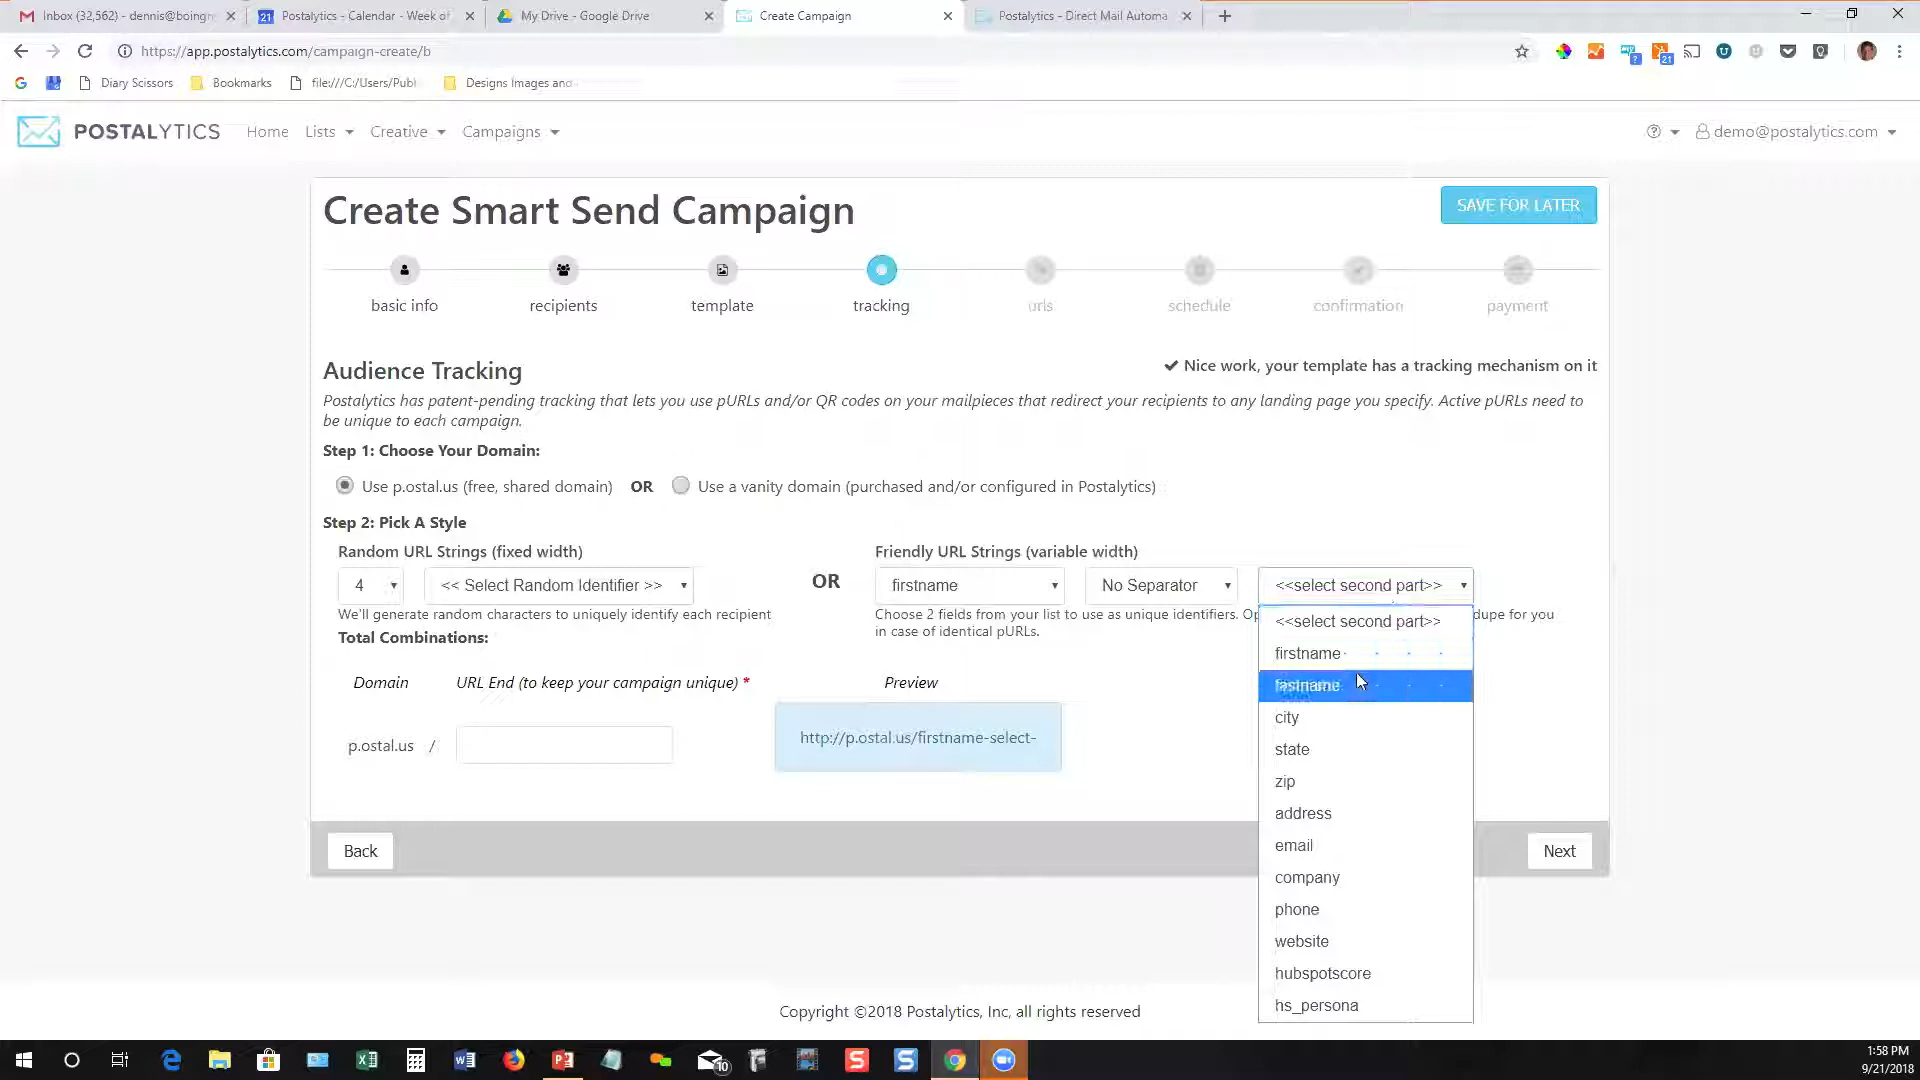 Inbox (32,562) - dennis@boing
Postalytics - Calendar - Week of
My Drive - Google Drive
Create Campaign
Postalytics - Direct Mail Automa
https://app.postalytics.com/campaign-create/b
Diary Scissors
Bookmarks
file:///C:/Users/Publ
Designs Images and
POSTALYTICS
Home
Lists
Creative
Campaigns
demo@postalytics.com
Create Smart Send Campaign
SAVE FOR LATER
basic info
recipients
template
tracking
urls
schedule
confirmation
payment
Audience Tracking
Nice work, your template has a tracking mechanism on it
Postalytics has patent-pending tracking that lets you use pURLs and/or QR codes on your mailpieces that redirect your recipients to any landing page you specify. Active pURLs need to
be unique to each campaign.
Step 1: Choose Your Domain:
Use p.ostal.us (free, shared domain) OR Use a vanity domain (purchased and/or configured in Postalytics)
Step 2: Pick A Style
Random URL Strings (fixed width)
Friendly URL Strings (variable width)
4
<< Select Random Identifier >>
OR
firstname
No Separator
<<select second part>>
We'll generate random characters to uniquely identify each recipient
Choose 2 fields from your list to use as unique identifiers. dupe for you
in case of identical pURLs.
Total Combinations:
<<select second part>>
firstname
lastname
city
state
zip
address
email
company
phone
website
hubspotscore
hs_persona
Domain
URL End (to keep your campaign unique) *
Preview
p.ostal.us /
http://p.ostal.us/firstname-select-
Back
Next
Copyright ©2018 Postalytics, Inc, all rights reserved
1:58 PM
9/21/2018